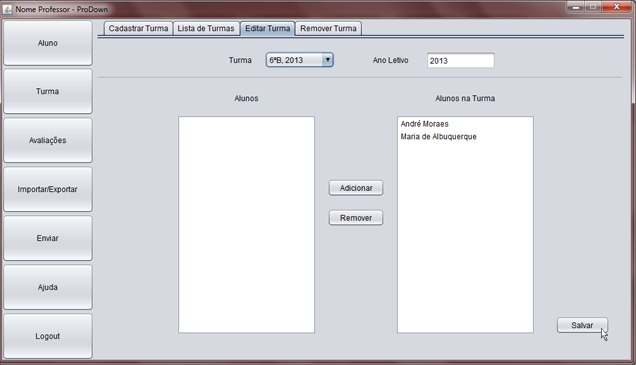 Nome Professor - ProDown
Cadastrar Turma
Lista de Turmas
Editar Turma
Remover Turma
Aluno
Turma
Avaliações
Importar/Exportar
Enviar
Ajuda
Logout
Turma
6ªB, 2013
Ano Letivo
2013
Alunos
Alunos na Turma
André Moraes
Maria de Albuquerque
Adicionar
Remover
Salvar